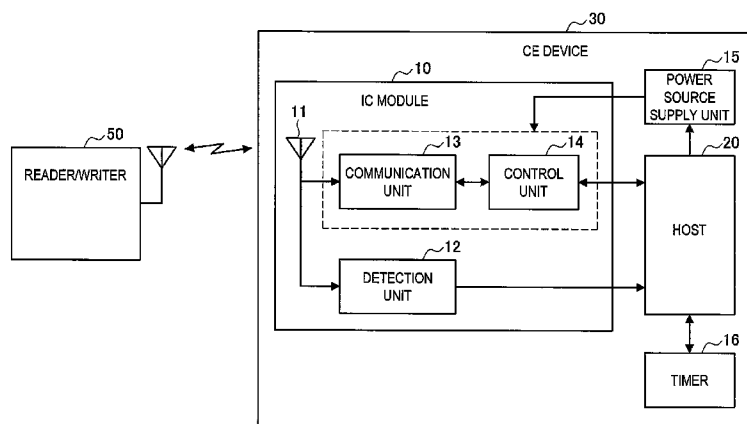 30
CE DEVICE
10
IC MODULE
15
POWER
SOURCE
SUPPLY UNIT
11
50
READER/WRITER
13
COMMUNICATION
UNIT
14
CONTROL
UNIT
20
HOST
12
DETECTION
UNIT
16
TIMER